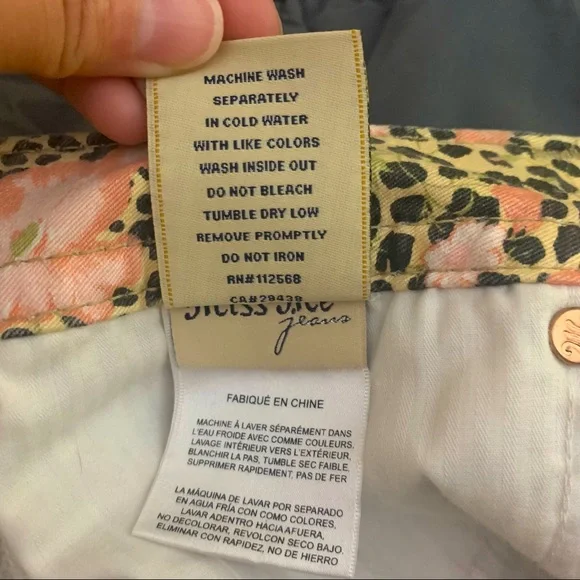 MACHINE WASH
SEPARATELY
IN COLD WATER
WITH LIKE COLORS
WASH INSIDE OUT
DO NOT BLEACH
TUMBLE DRY LOW
REMOVE PROMPTLY
DO NOT IRON
RN#112568
CA#28439
Miss Me
jeans
FABIQUÉ EN CHINE
MACHINE À LAVER SÉPARÉMENT DANS
L'EAU FROIDE AVEC COMME COULEURS.
LAVAGE INTÉRIEUR VERS L'EXTÉRIEUR.
BLANCHIR LA PAS, TUMBLE SEC FAIBLE.
SUPPRIMER RAPIDEMENT, PAS DE FER
LA MÁQUINA DE LAVAR POR SEPARADO
EN AGUA FRÍA CON COMO COLORES,
LAVAR ADENTRO HACIA AFUERA,
NO DECOLORAR, REVOLCON SECO BAJO.
ELIMINAR CON RAPIDEZ, NO DE HIERRO